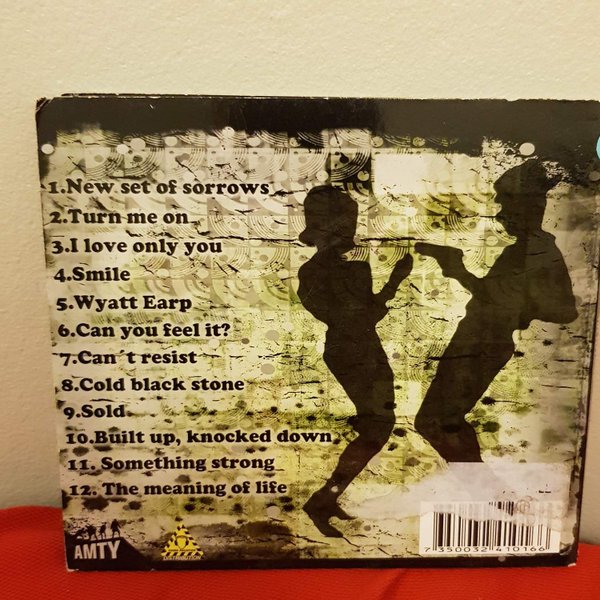 1.New set of sorrows
2.Turn me on
3.I love only you
4.Smile
5.Wyatt Earp
6.Can you feel it?
7.Can´t resist
8.Cold black stone
9.Sold
10.Built up, knocked down
11. Something strong
12. The meaning of life
AMTY
DISTRIBUTION
7 350032 410166